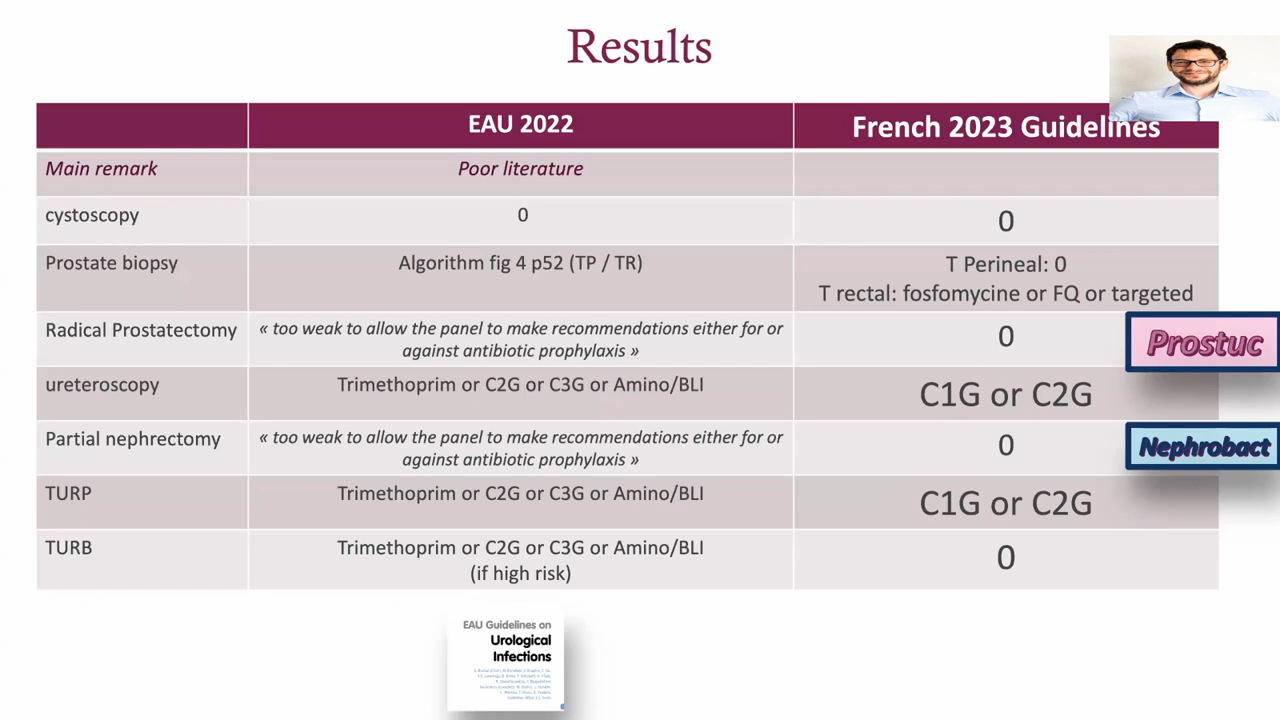 Results
EAU 2022
French 2023 Guidelines
Main remark
Poor literature
cystoscopy
0
0
Prostate biopsy
Algorithm fig 4 p52 (TP / TR)
T Perineal: 0
T rectal: fosfomycine or FQ or targeted
Radical Prostatectomy
« too weak to allow the panel to make recommendations either for or
against antibiotic prophylaxis »
0
Prostuc
ureteroscopy
Trimethoprim or C2G or C3G or Amino/BLI
C1G or C2G
Partial nephrectomy
« too weak to allow the panel to make recommendations either for or
against antibiotic prophylaxis »
0
Nephrobact
TURP
Trimethoprim or C2G or C3G or Amino/BLI
C1G or C2G
TURB
Trimethoprim or C2G or C3G or Amino/BLI
(if high risk)
0
EAU Guidelines on
Urological
Infections